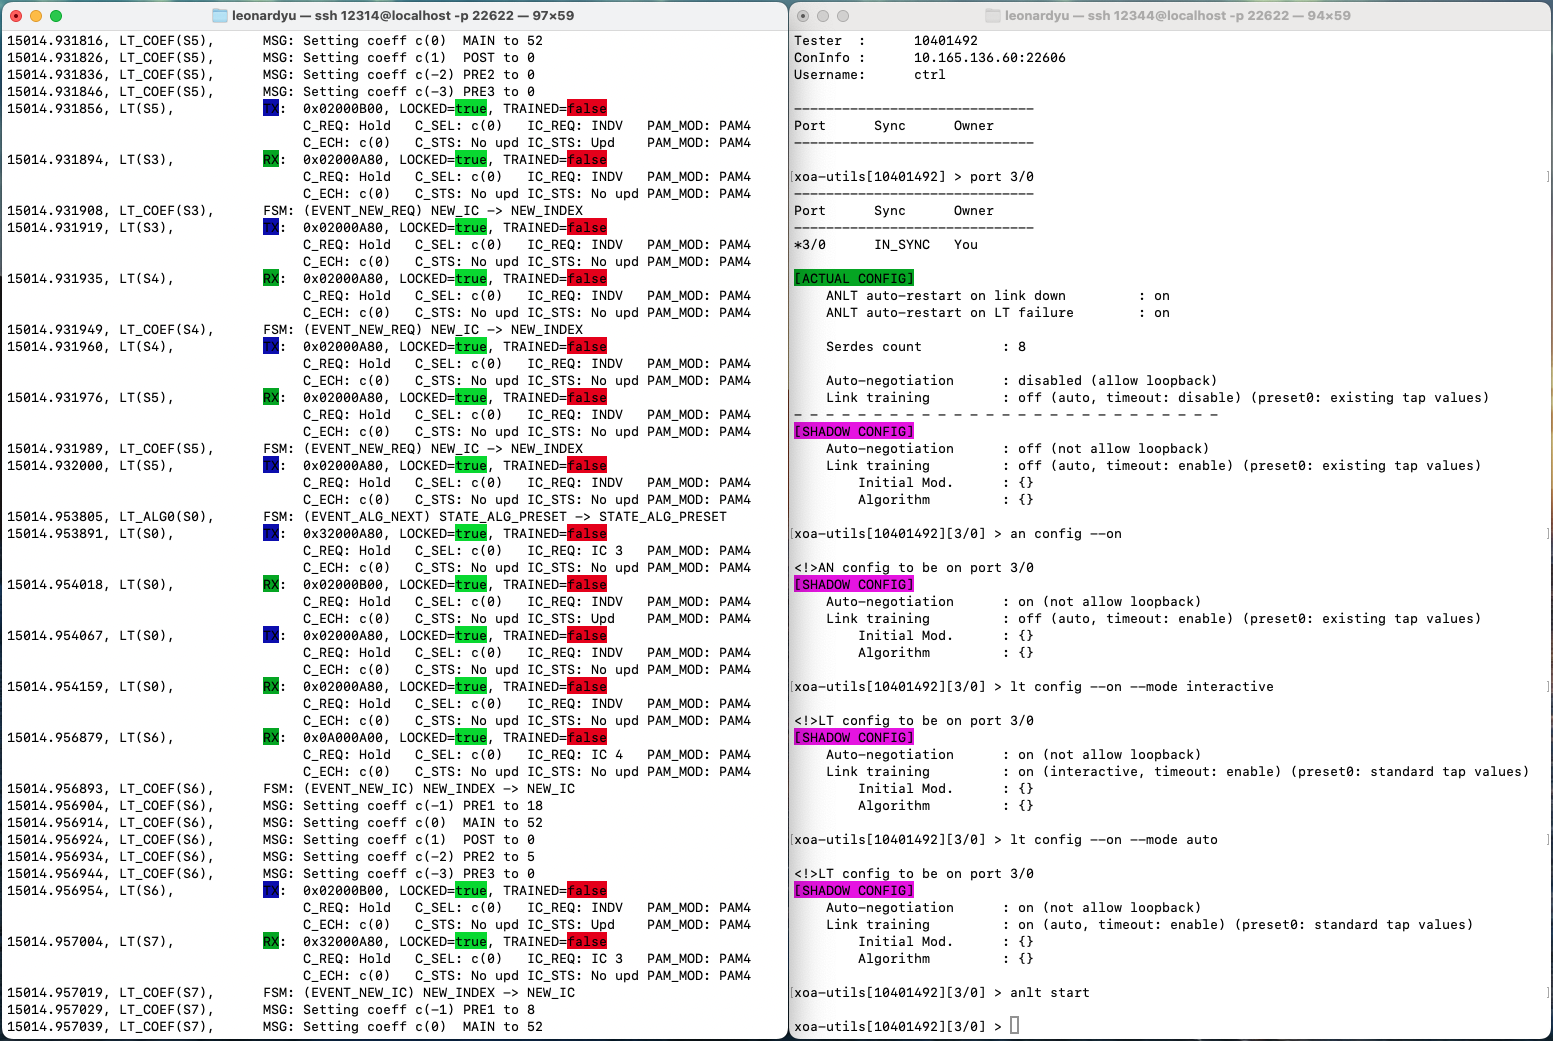 leonardyu — ssh 12314@localhost -p 22622 — 97×59
15014.931816, LT_COEF(S5), MSG: Setting coeff c(0) MAIN to 52
15014.931826, LT_COEF(S5), MSG: Setting coeff c(1) POST to 0
15014.931836, LT_COEF(S5), MSG: Setting coeff c(-2) PRE2 to 0
15014.931846, LT_COEF(S5), MSG: Setting coeff c(-3) PRE3 to 0
15014.931856, LT(S5), TX: 0x02000B00, LOCKED=true, TRAINED=false
C_REQ: Hold C_SEL: c(0) IC_REQ: INDV PAM_MOD: PAM4
C_ECH: c(0) C_STS: No upd IC_STS: Upd PAM_MOD: PAM4
15014.931894, LT(S3), RX: 0x02000A80, LOCKED=true, TRAINED=false
C_REQ: Hold C_SEL: c(0) IC_REQ: INDV PAM_MOD: PAM4
C_ECH: c(0) C_STS: No upd IC_STS: No upd PAM_MOD: PAM4
15014.931908, LT_COEF(S3), FSM: (EVENT_NEW_REQ) NEW_IC -> NEW_INDEX
15014.931919, LT(S3), TX: 0x02000A80, LOCKED=true, TRAINED=false
C_REQ: Hold C_SEL: c(0) IC_REQ: INDV PAM_MOD: PAM4
C_ECH: c(0) C_STS: No upd IC_STS: No upd PAM_MOD: PAM4
15014.931935, LT(S4), RX: 0x02000A80, LOCKED=true, TRAINED=false
C_REQ: Hold C_SEL: c(0) IC_REQ: INDV PAM_MOD: PAM4
C_ECH: c(0) C_STS: No upd IC_STS: No upd PAM_MOD: PAM4
15014.931949, LT_COEF(S4), FSM: (EVENT_NEW_REQ) NEW_IC -> NEW_INDEX
15014.931960, LT(S4), TX: 0x02000A80, LOCKED=true, TRAINED=false
C_REQ: Hold C_SEL: c(0) IC_REQ: INDV PAM_MOD: PAM4
C_ECH: c(0) C_STS: No upd IC_STS: No upd PAM_MOD: PAM4
15014.931976, LT(S5), RX: 0x02000A80, LOCKED=true, TRAINED=false
C_REQ: Hold C_SEL: c(0) IC_REQ: INDV PAM_MOD: PAM4
C_ECH: c(0) C_STS: No upd IC_STS: No upd PAM_MOD: PAM4
15014.931989, LT_COEF(S5), FSM: (EVENT_NEW_REQ) NEW_IC -> NEW_INDEX
15014.932000, LT(S5), TX: 0x02000A80, LOCKED=true, TRAINED=false
C_REQ: Hold C_SEL: c(0) IC_REQ: INDV PAM_MOD: PAM4
C_ECH: c(0) C_STS: No upd IC_STS: No upd PAM_MOD: PAM4
15014.953805, LT_ALG0(S0), FSM: (EVENT_ALG_NEXT) STATE_ALG_PRESET -> STATE_ALG_PRESET
15014.953891, LT(S0), TX: 0x32000A80, LOCKED=true, TRAINED=false
C_REQ: Hold C_SEL: c(0) IC_REQ: IC 3 PAM_MOD: PAM4
C_ECH: c(0) C_STS: No upd IC_STS: No upd PAM_MOD: PAM4
15014.954018, LT(S0), RX: 0x02000B00, LOCKED=true, TRAINED=false
C_REQ: Hold C_SEL: c(0) IC_REQ: INDV PAM_MOD: PAM4
C_ECH: c(0) C_STS: No upd IC_STS: Upd PAM_MOD: PAM4
15014.954067, LT(S0), TX: 0x02000A80, LOCKED=true, TRAINED=false
C_REQ: Hold C_SEL: c(0) IC_REQ: INDV PAM_MOD: PAM4
C_ECH: c(0) C_STS: No upd IC_STS: No upd PAM_MOD: PAM4
15014.954159, LT(S0), RX: 0x02000A80, LOCKED=true, TRAINED=false
C_REQ: Hold C_SEL: c(0) IC_REQ: INDV PAM_MOD: PAM4
C_ECH: c(0) C_STS: No upd IC_STS: No upd PAM_MOD: PAM4
15014.956879, LT(S6), RX: 0x0A000A00, LOCKED=true, TRAINED=false
C_REQ: Hold C_SEL: c(0) IC_REQ: IC 4 PAM_MOD: PAM4
C_ECH: c(0) C_STS: No upd IC_STS: No upd PAM_MOD: PAM4
15014.956893, LT_COEF(S6), FSM: (EVENT_NEW_IC) NEW_INDEX -> NEW_IC
15014.956904, LT_COEF(S6), MSG: Setting coeff c(-1) PRE1 to 18
15014.956914, LT_COEF(S6), MSG: Setting coeff c(0) MAIN to 52
15014.956924, LT_COEF(S6), MSG: Setting coeff c(1) POST to 0
15014.956934, LT_COEF(S6), MSG: Setting coeff c(-2) PRE2 to 5
15014.956944, LT_COEF(S6), MSG: Setting coeff c(-3) PRE3 to 0
15014.956954, LT(S6), TX: 0x02000B00, LOCKED=true, TRAINED=false
C_REQ: Hold C_SEL: c(0) IC_REQ: INDV PAM_MOD: PAM4
C_ECH: c(0) C_STS: No upd IC_STS: Upd PAM_MOD: PAM4
15014.957004, LT(S7), RX: 0x32000A80, LOCKED=true, TRAINED=false
C_REQ: Hold C_SEL: c(0) IC_REQ: IC 3 PAM_MOD: PAM4
C_ECH: c(0) C_STS: No upd IC_STS: No upd PAM_MOD: PAM4
15014.957019, LT_COEF(S7), FSM: (EVENT_NEW_IC) NEW_INDEX -> NEW_IC
15014.957029, LT_COEF(S7), MSG: Setting coeff c(-1) PRE1 to 8
15014.957039, LT_COEF(S7), MSG: Setting coeff c(0) MAIN to 52
leonardyu — ssh 12344@localhost -p 22622 — 94×59
Tester : 10401492
ConInfo : 10.165.136.60:22606
Username: ctrl
------------------------------
Port Sync Owner
------------------------------
[xoa-utils[10401492] > port 3/0 ]
------------------------------
Port Sync Owner
------------------------------
*3/0 IN_SYNC You
[ACTUAL CONFIG]
ANLT auto-restart on link down : on
ANLT auto-restart on LT failure : on
Serdes count : 8
Auto-negotiation : disabled (allow loopback)
Link training : off (auto, timeout: disable) (preset0: existing tap values)
- - - - - - - - - - - - - - - - - - - - - - - - - - -
[SHADOW CONFIG]
Auto-negotiation : off (not allow loopback)
Link training : off (auto, timeout: enable) (preset0: existing tap values)
Initial Mod. : {}
Algorithm : {}
[xoa-utils[10401492][3/0] > an config --on ]
<!>AN config to be on port 3/0
[SHADOW CONFIG]
Auto-negotiation : on (not allow loopback)
Link training : off (auto, timeout: enable) (preset0: existing tap values)
Initial Mod. : {}
Algorithm : {}
[xoa-utils[10401492][3/0] > lt config --on --mode interactive ]
<!>LT config to be on port 3/0
[SHADOW CONFIG]
Auto-negotiation : on (not allow loopback)
Link training : on (interactive, timeout: enable) (preset0: standard tap values)
Initial Mod. : {}
Algorithm : {}
[xoa-utils[10401492][3/0] > lt config --on --mode auto ]
<!>LT config to be on port 3/0
[SHADOW CONFIG]
Auto-negotiation : on (not allow loopback)
Link training : on (auto, timeout: enable) (preset0: standard tap values)
Initial Mod. : {}
Algorithm : {}
[xoa-utils[10401492][3/0] > anlt start ]
xoa-utils[10401492][3/0] >